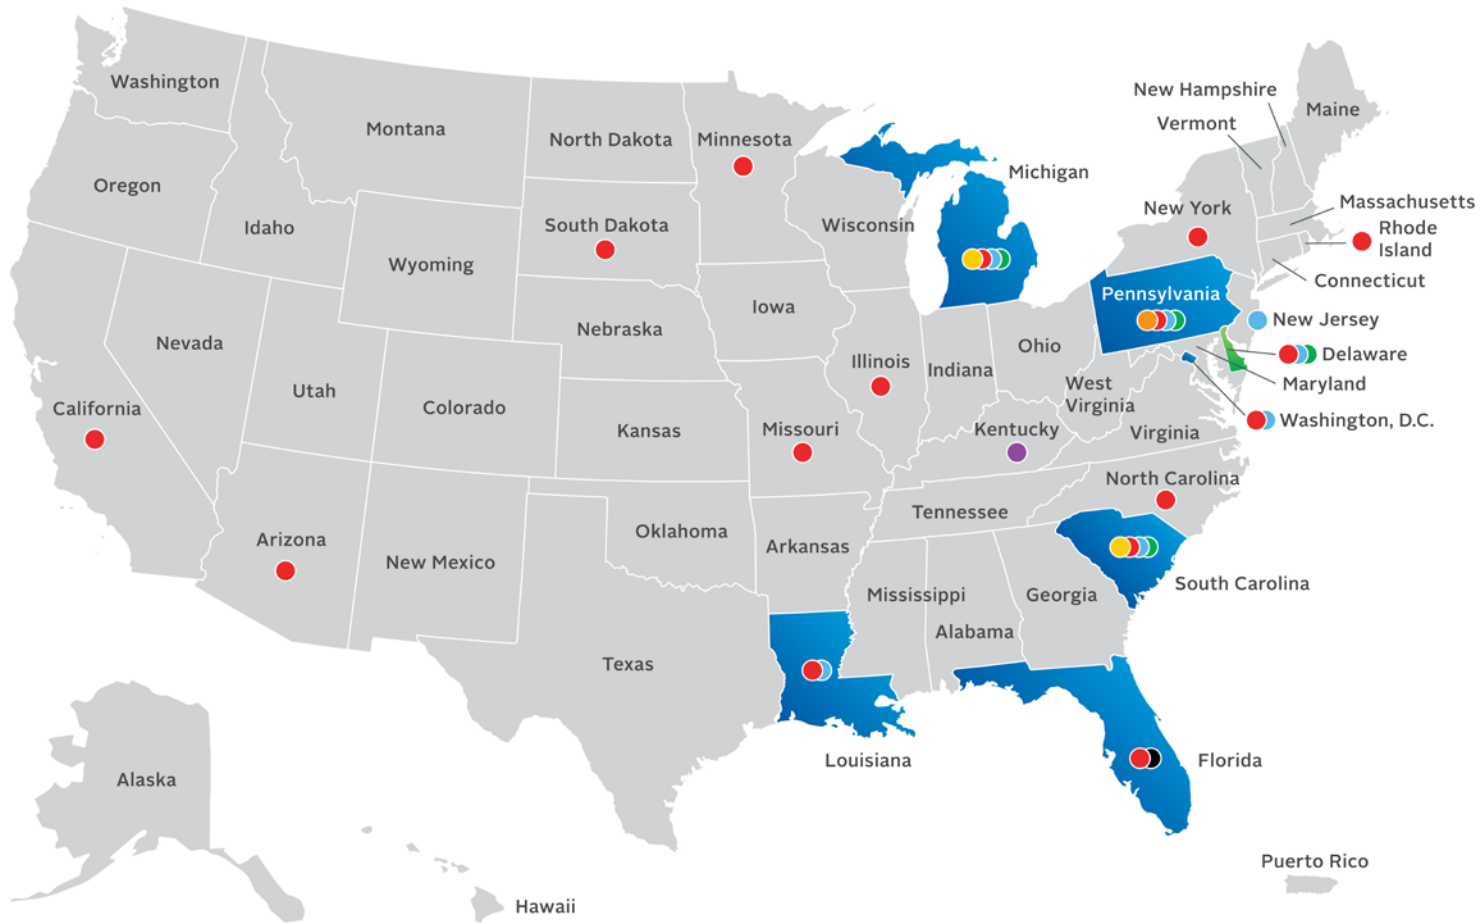 Washington
Montana
North Dakota
Minnesota
New Hampshire
Vermont
Maine
Oregon
Idaho
South Dakota
Wisconsin
Michigan
New York
Massachusetts
Rhode
Island
Connecticut
Wyoming
Pennsylvania
Iowa
Nebraska
New Jersey
Nevada
Ohio
Delaware
Illinois
Indiana
Maryland
Utah
Colorado
West
Virginia
California
Kansas
Missouri
Kentucky
Virginia
Washington, D.C.
North Carolina
Tennessee
Oklahoma
Arizona
Arkansas
New Mexico
South Carolina
Mississippi
Georgia
Alabama
Texas
Louisiana
Florida
Alaska
Puerto Rico
Hawaii